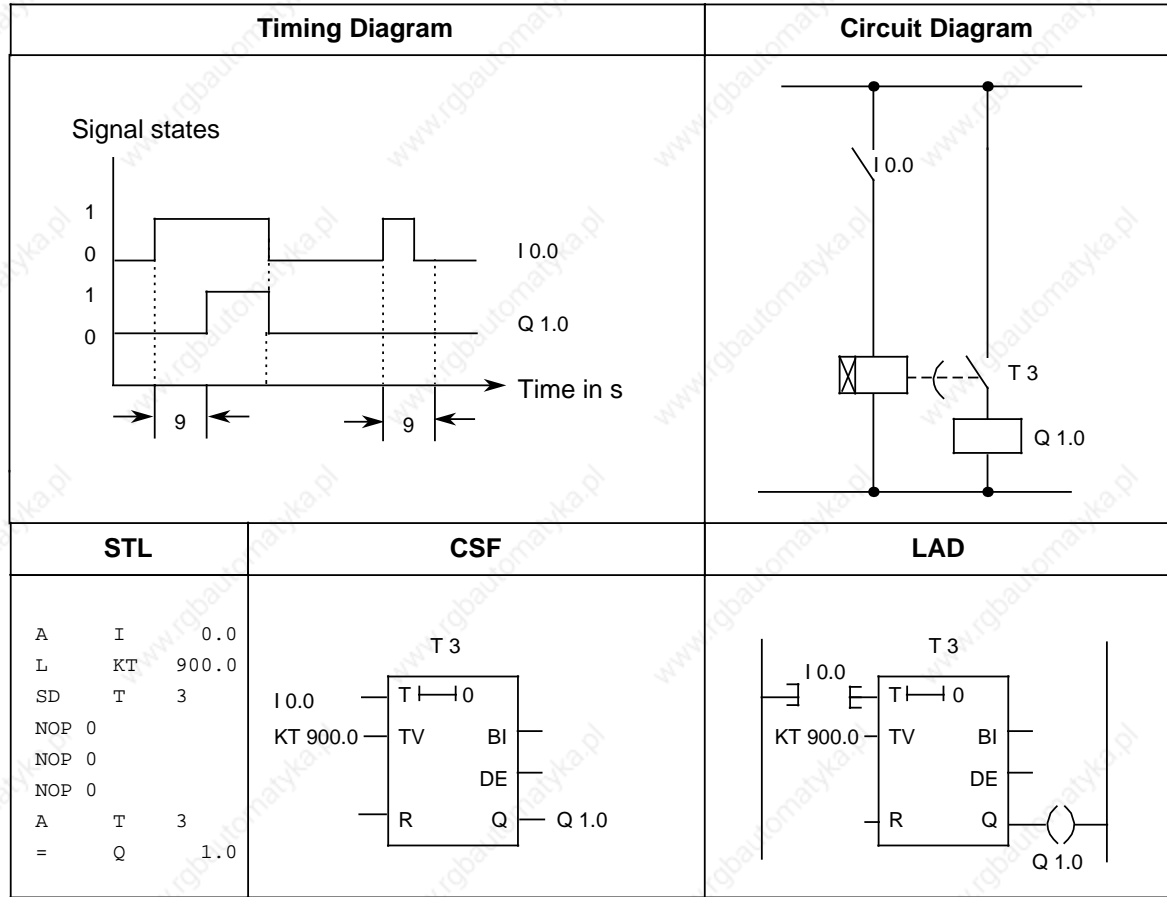 Timing Diagram
Circuit Diagram
Signal states
1
0
I 0.0
1
0
Q 1.0
Time in s
9
9
I 0.0
T 3
Q 1.0
STL
CSF
LAD
A I 0.0
L KT 900.0
SD T 3
NOP 0
NOP 0
NOP 0
A T 3
= Q 1.0
T 3
I 0.0
T 0
KT 900.0
TV BI
DE
R Q
Q 1.0
T 3
I 0.0
T 0
KT 900.0
TV BI
DE
R Q
Q 1.0
www.rgbautomatyka.pl